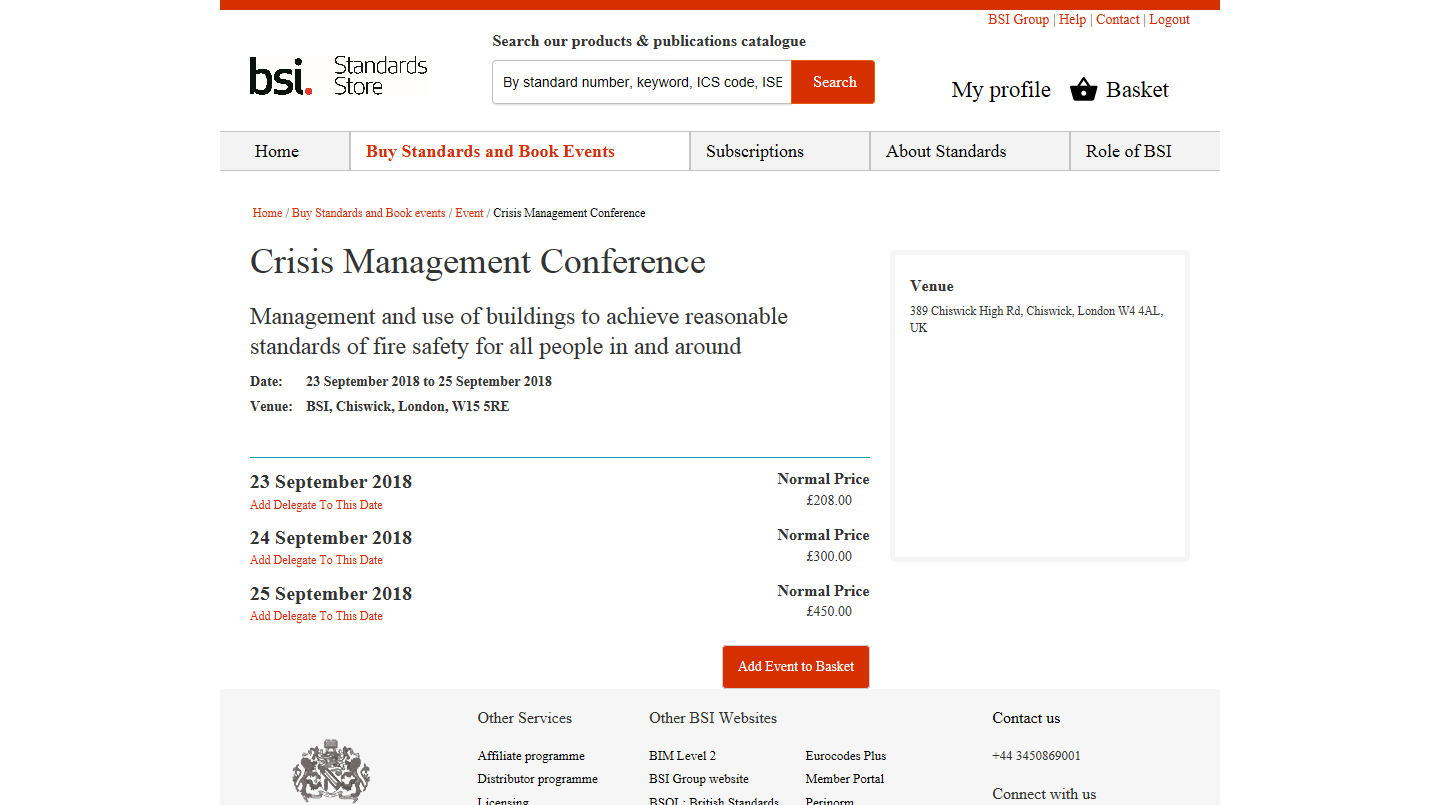 BSI Group | Help | Contact | Logout
Search our products & publications catalogue
bsi. Standards Store
By standard number, keyword, ICS code, ISE
Search
My profile
Basket
Home
Buy Standards and Book Events
Subscriptions
About Standards
Role of BSI
Home / Buy Standards and Book events / Event / Crisis Management Conference
Crisis Management Conference
Management and use of buildings to achieve reasonable
standards of fire safety for all people in and around
Date: 23 September 2018 to 25 September 2018
Venue: BSI, Chiswick, London, W15 5RE
Venue
389 Chiswick High Rd, Chiswick, London W4 4AL,
UK
23 September 2018
Add Delegate To This Date
Normal Price
£208.00
24 September 2018
Add Delegate To This Date
Normal Price
£300.00
25 September 2018
Add Delegate To This Date
Normal Price
£450.00
Add Event to Basket
Other Services
Affiliate programme
Distributor programme
Licensing
Other BSI Websites
BIM Level 2
BSI Group website
BSOL: British Standards
Eurocodes Plus
Member Portal
Perinorm
Contact us
+44 3450869001
Connect with us